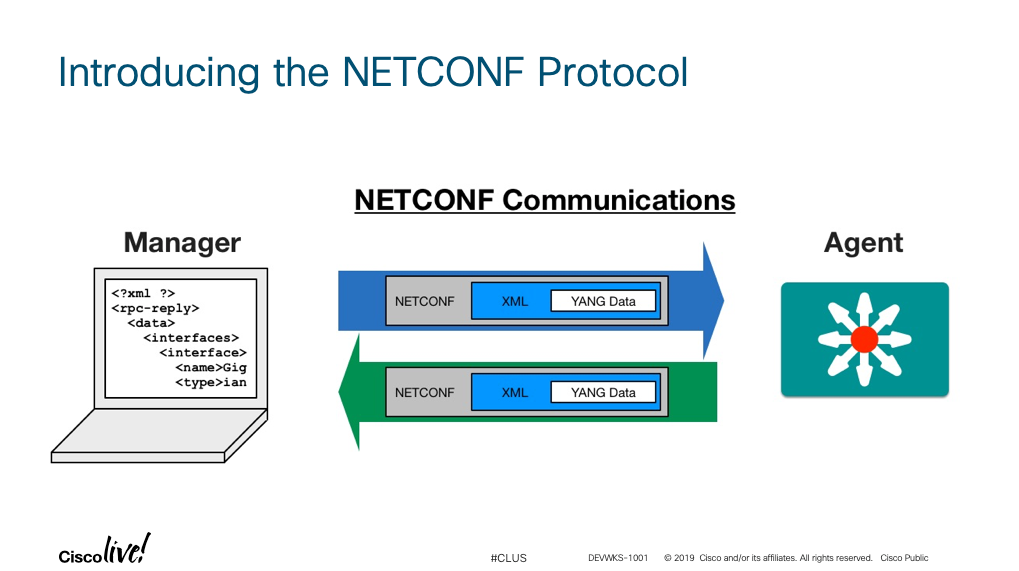 Introducing the NETCONF Protocol
NETCONF Communications
Manager
Agent
<?xml ?>
<rpc-reply>
<data>
<interfaces>
<interface>
<name>Gig
<type>ian
NETCONF XML YANG Data
NETCONF XML YANG Data
Cisco live!
#CLUS
DEVWKS-1001
© 2019 Cisco and/or its affiliates. All rights reserved. Cisco Public